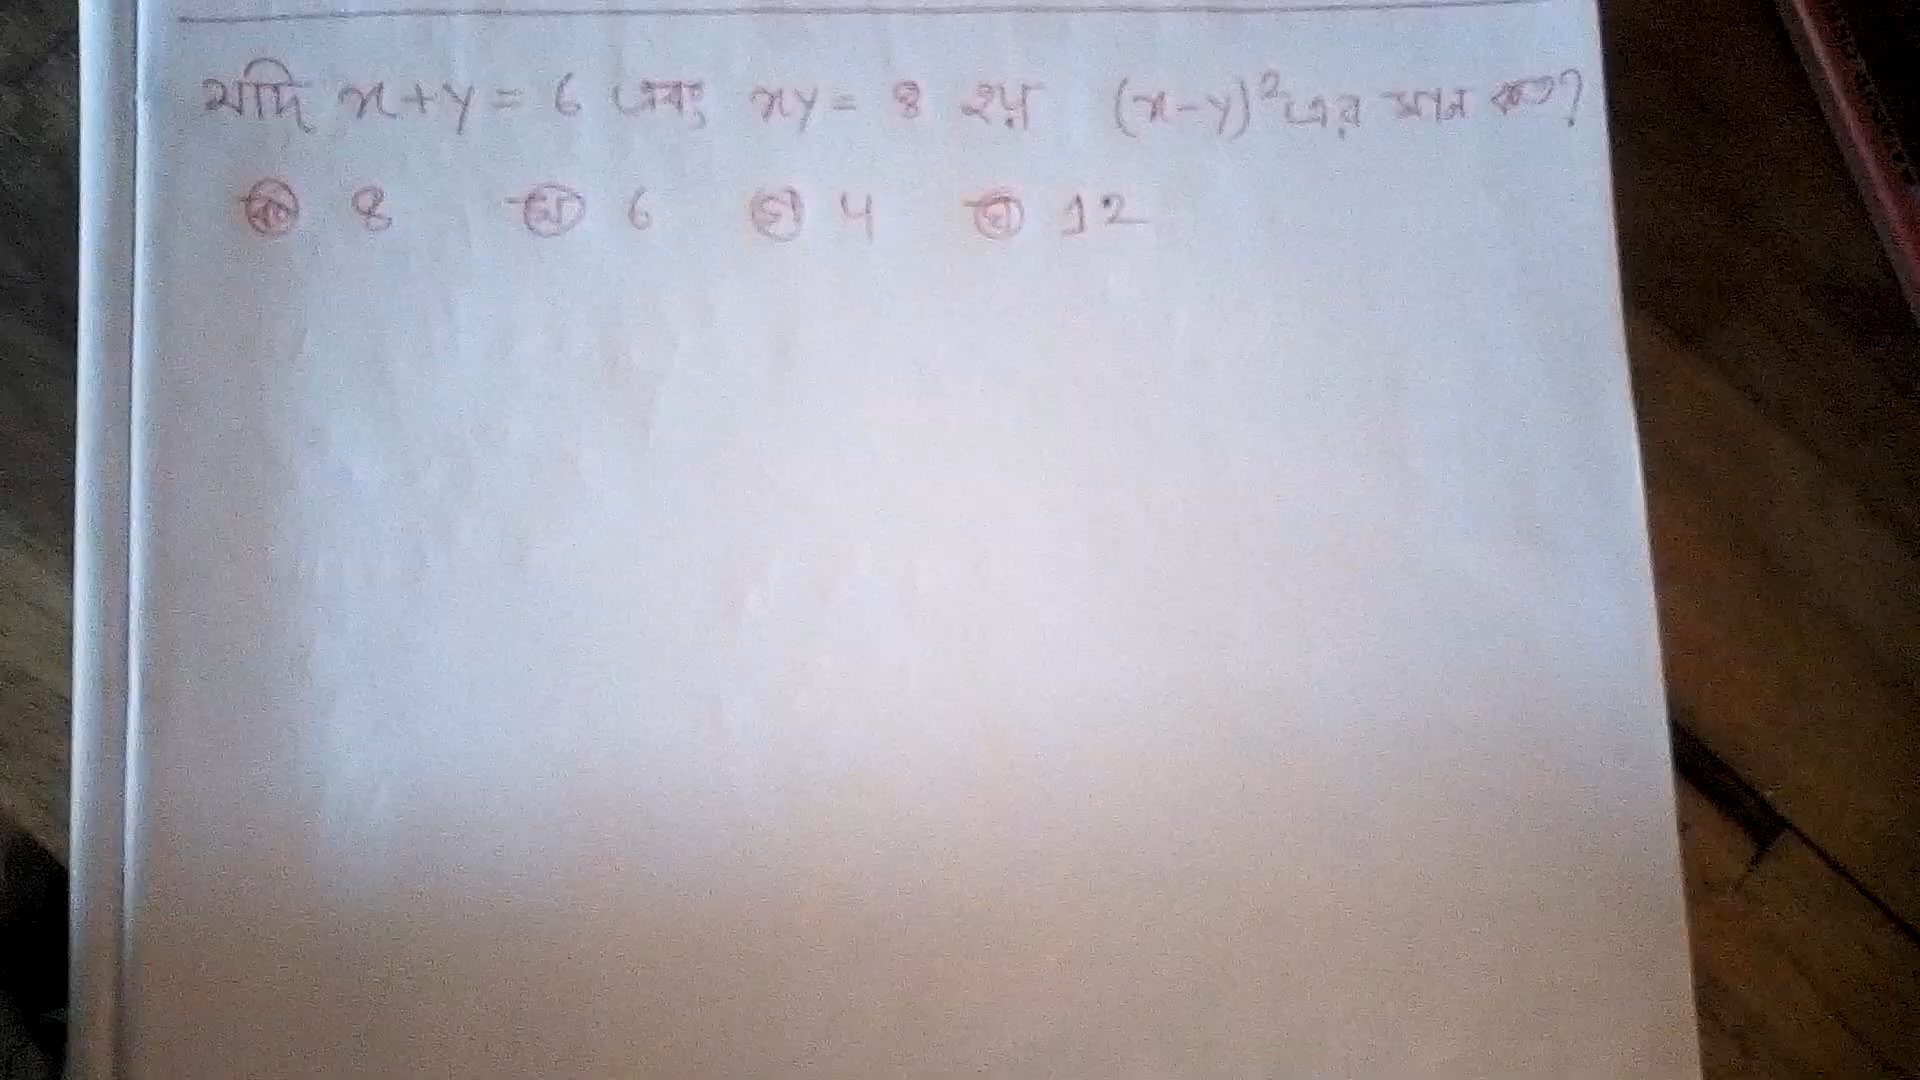 যদি x+y= 6 এবং xy= 8 হয় (x-y)²এর মান কত?
ক 8 খ 6 গ 4 ঘ 12